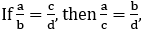 If a/b = c/d, then a/c = b/d,